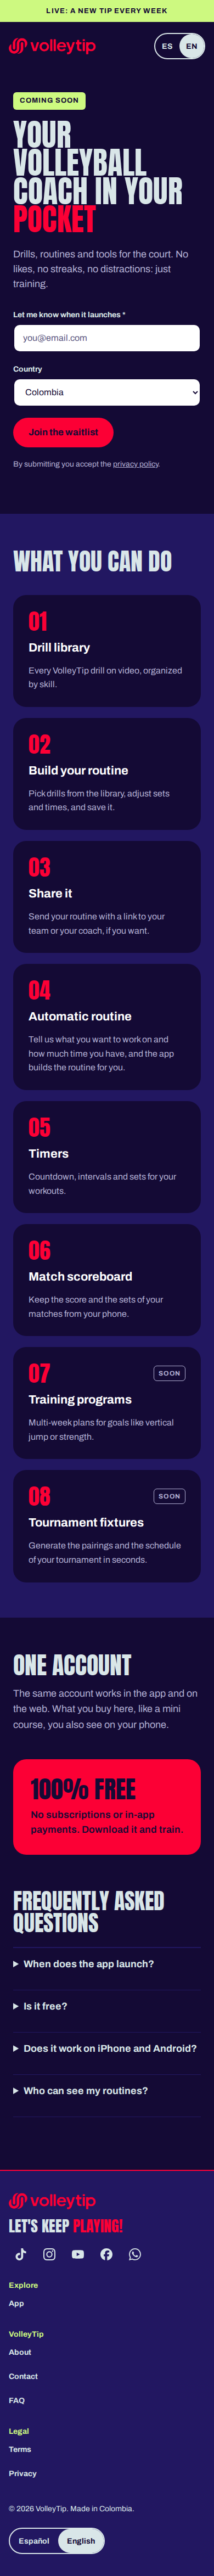 LIVE: A NEW TIP EVERY WEEK
volleytip
ES EN
COMING SOON
YOUR
VOLLEYBALL
COACH IN YOUR
POCKET
Drills, routines and tools for the court. No
likes, no streaks, no distractions: just
training.
Let me know when it launches *
you@email.com
Country
Colombia
Join the waitlist
By submitting you accept the privacy policy.
WHAT YOU CAN DO
01
Drill library
Every VolleyTip drill on video, organized
by skill.
02
Build your routine
Pick drills from the library, adjust sets
and times, and save it.
03
Share it
Send your routine with a link to your
team or your coach, if you want.
04
Automatic routine
Tell us what you want to work on and
how much time you have, and the app
builds the routine for you.
05
Timers
Countdown, intervals and sets for your
workouts.
06
Match scoreboard
Keep the score and the sets of your
matches from your phone.
07
SOON
Training programs
Multi-week plans for goals like vertical
jump or strength.
08
SOON
Tournament fixtures
Generate the pairings and the schedule
of your tournament in seconds.
ONE ACCOUNT
The same account works in the app and on
the web. What you buy here, like a mini
course, you also see on your phone.
100% FREE
No subscriptions or in-app
payments. Download it and train.
FREQUENTLY ASKED
QUESTIONS
When does the app launch?
Is it free?
Does it work on iPhone and Android?
Who can see my routines?
volleytip
LET'S KEEP PLAYING!
Explore
App
VolleyTip
About
Contact
FAQ
Legal
Terms
Privacy
© 2026 VolleyTip. Made in Colombia.
Español English